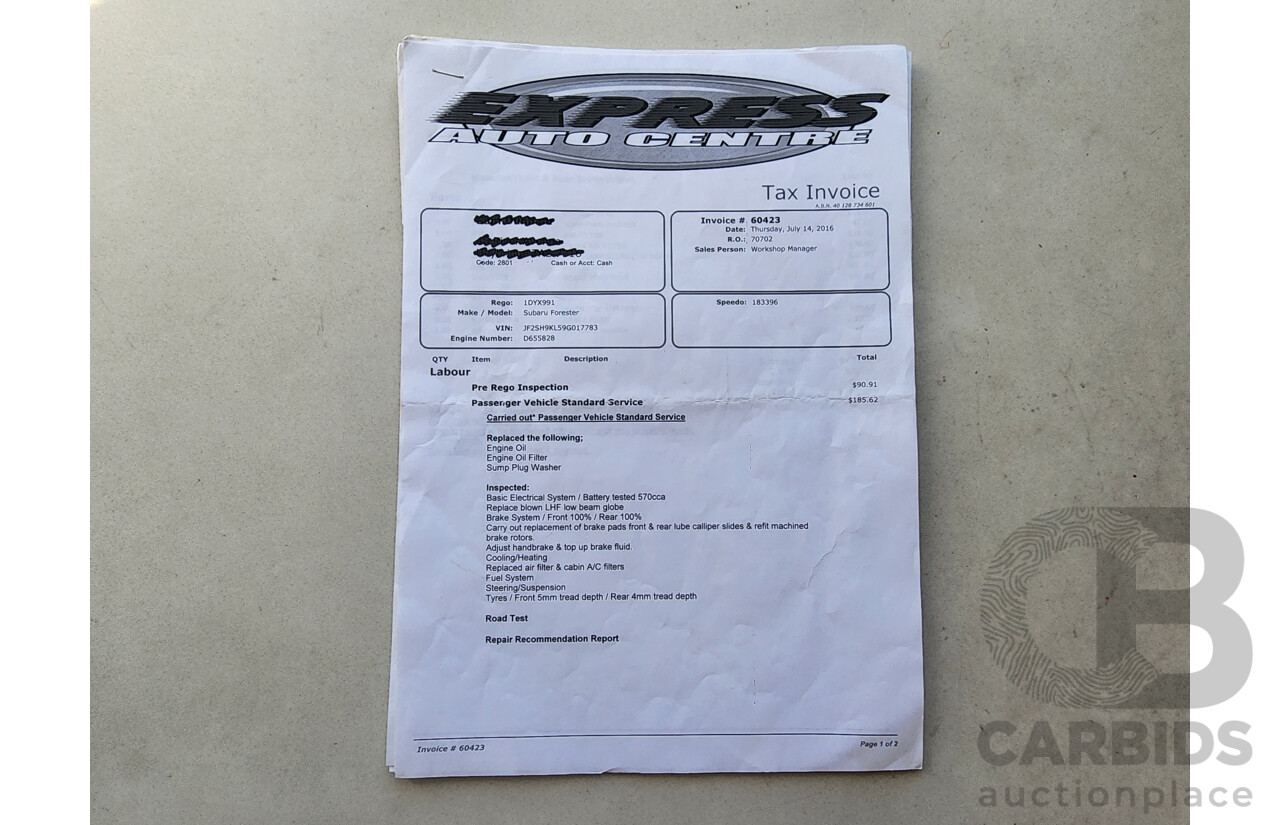 EXPRESS
AUTO CENTRE
Tax Invoice
A.B.N. 40 128 734 601
Code: 2801 Cash or Acct: Cash
Invoice # 60423
Date: Thursday, July 14, 2016
R.O.: 70702
Sales Person: Workshop Manager
Rego: 1DYX991
Make / Model: Subaru Forester
VIN: JF2SH9KL59G017783
Engine Number: D655828
Speedo: 183396
QTY Item Description Total
Labour
Pre Rego Inspection $90.91
Passenger Vehicle Standard Service $185.62
Carried out* Passenger Vehicle Standard Service
Replaced the following;
Engine Oil
Engine Oil Filter
Sump Plug Washer
Inspected:
Basic Electrical System / Battery tested 570cca
Replace blown LHF low beam globe
Brake System / Front 100% / Rear 100%
Carry out replacement of brake pads front & rear lube calliper slides & refit machined
brake rotors.
Adjust handbrake & top up brake fluid.
Cooling/Heating
Replaced air filter & cabin A/C filters
Fuel System
Steering/Suspension
Tyres / Front 5mm tread depth / Rear 4mm tread depth
Road Test
Repair Recommendation Report
Invoice # 60423 Page 1 of 2
CB
CARBIDS
auctionplace